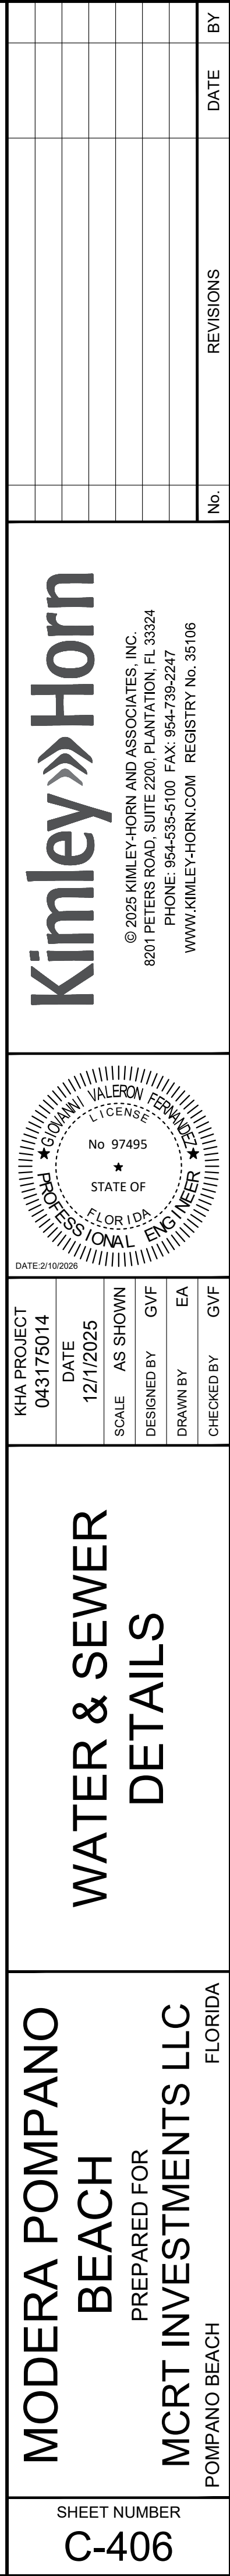 No.
REVISIONS
DATE
BY
Kimley»Horn
© 2025 KIMLEY-HORN AND ASSOCIATES, INC.
8201 PETERS ROAD, SUITE 2200, PLANTATION, FL 33324
PHONE: 954-535-5100 FAX: 954-739-2247
WWW.KIMLEY-HORN.COM REGISTRY No. 35106
GIOVANNI VALERON FERNANDEZ
LICENSE
No 97495
STATE OF
FLORIDA
PROFESSIONAL ENGINEER
DATE:2/10/2026
KHA PROJECT
043175014
DATE
12/1/2025
SCALE AS SHOWN
DESIGNED BY GVF
DRAWN BY EA
CHECKED BY GVF
WATER & SEWER
DETAILS
MODERA POMPANO
BEACH
PREPARED FOR
MCRT INVESTMENTS LLC
POMPANO BEACH FLORIDA
SHEET NUMBER
C-406